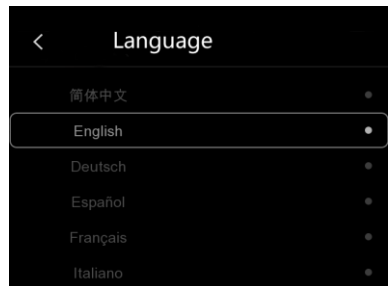 Language
简体中文
English
Deutsch
Español
Français
Italiano